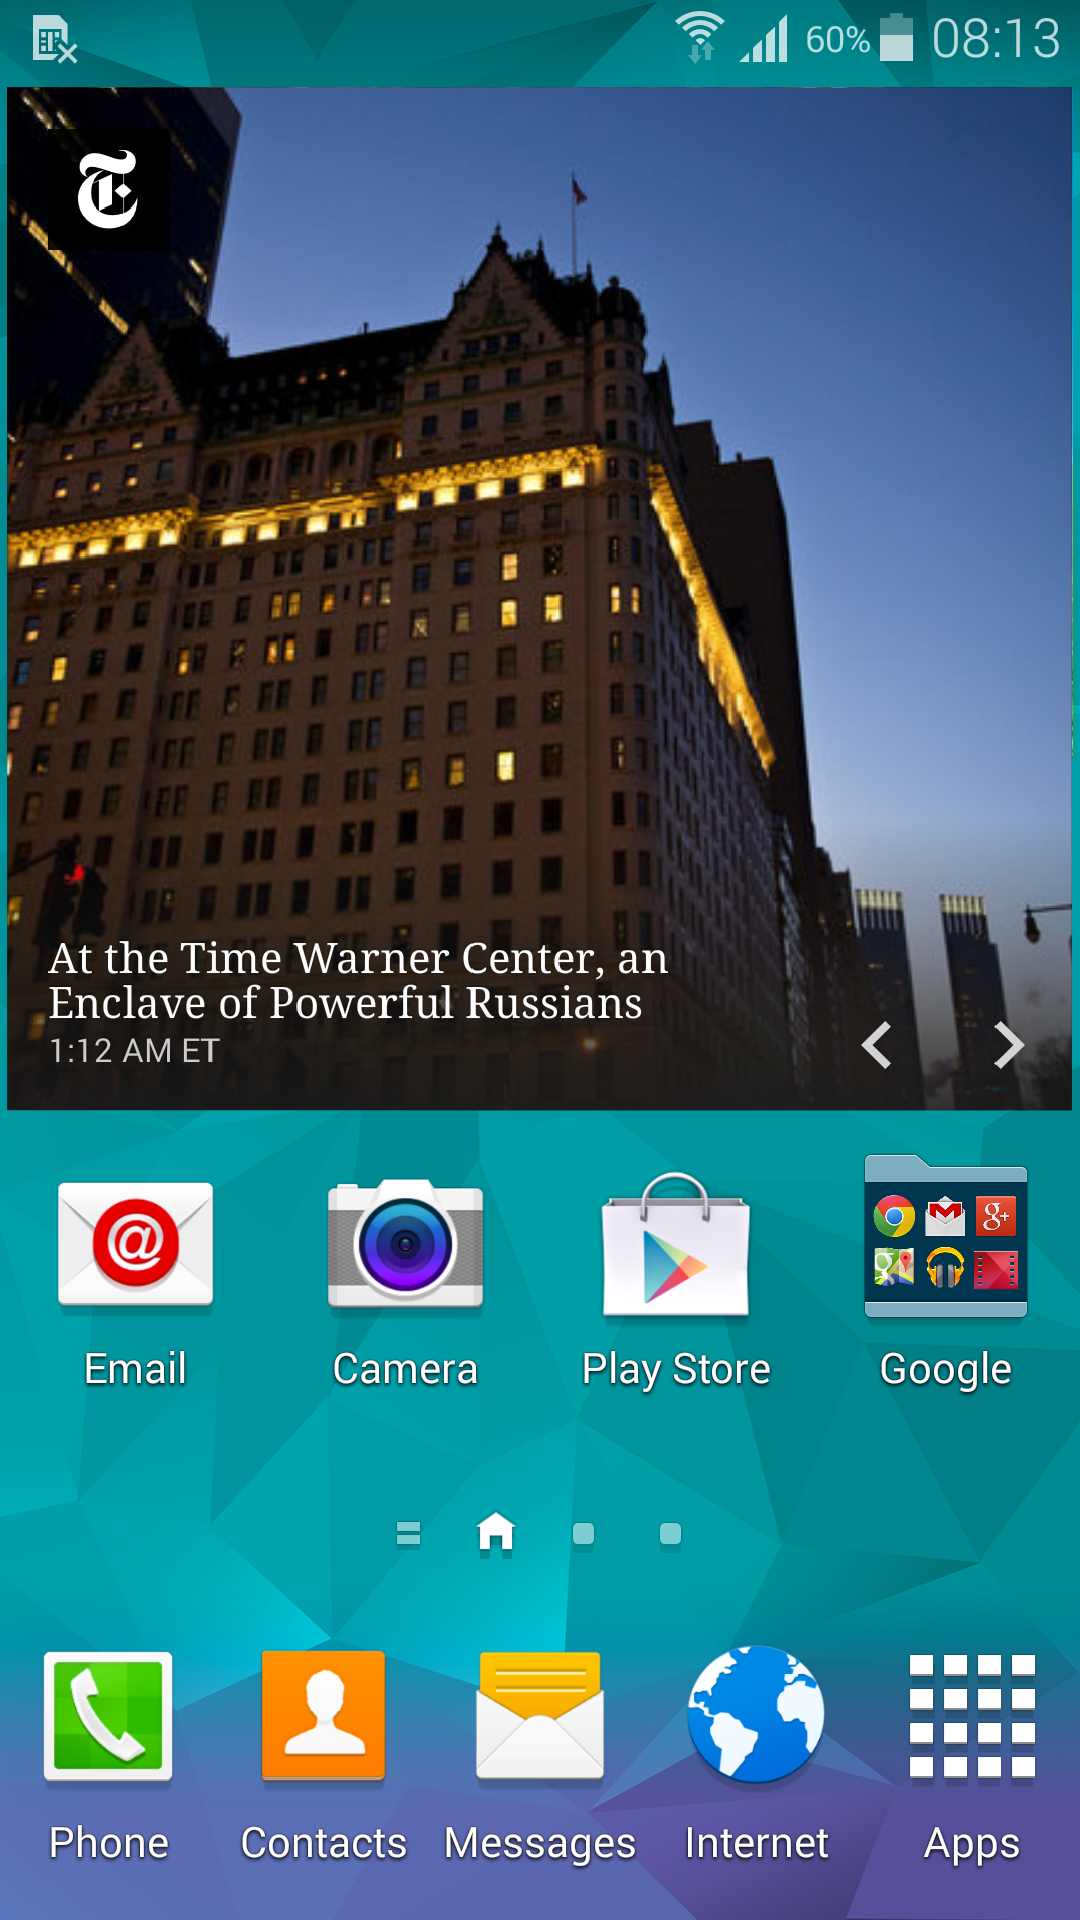 60% 08:13
At the Time Warner Center, an
Enclave of Powerful Russians
1:12 AM ET
Email Camera Play Store Google
Phone Contacts Messages Internet Apps